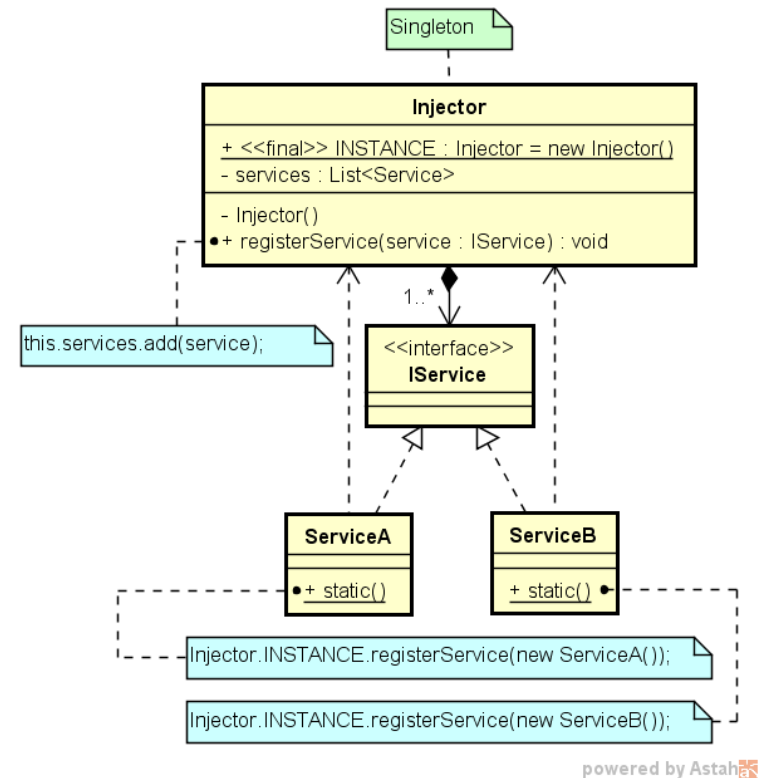 Singleton
Injector
+ <<final>> INSTANCE : Injector = new Injector()
- services : List<Service>
- Injector()
+ registerService(service : IService) : void
1..*
this.services.add(service);
<<interface>>
IService
ServiceA
ServiceB
+ static()
+ static()
Injector.INSTANCE.registerService(new ServiceA());
Injector.INSTANCE.registerService(new ServiceB());
powered by Astah